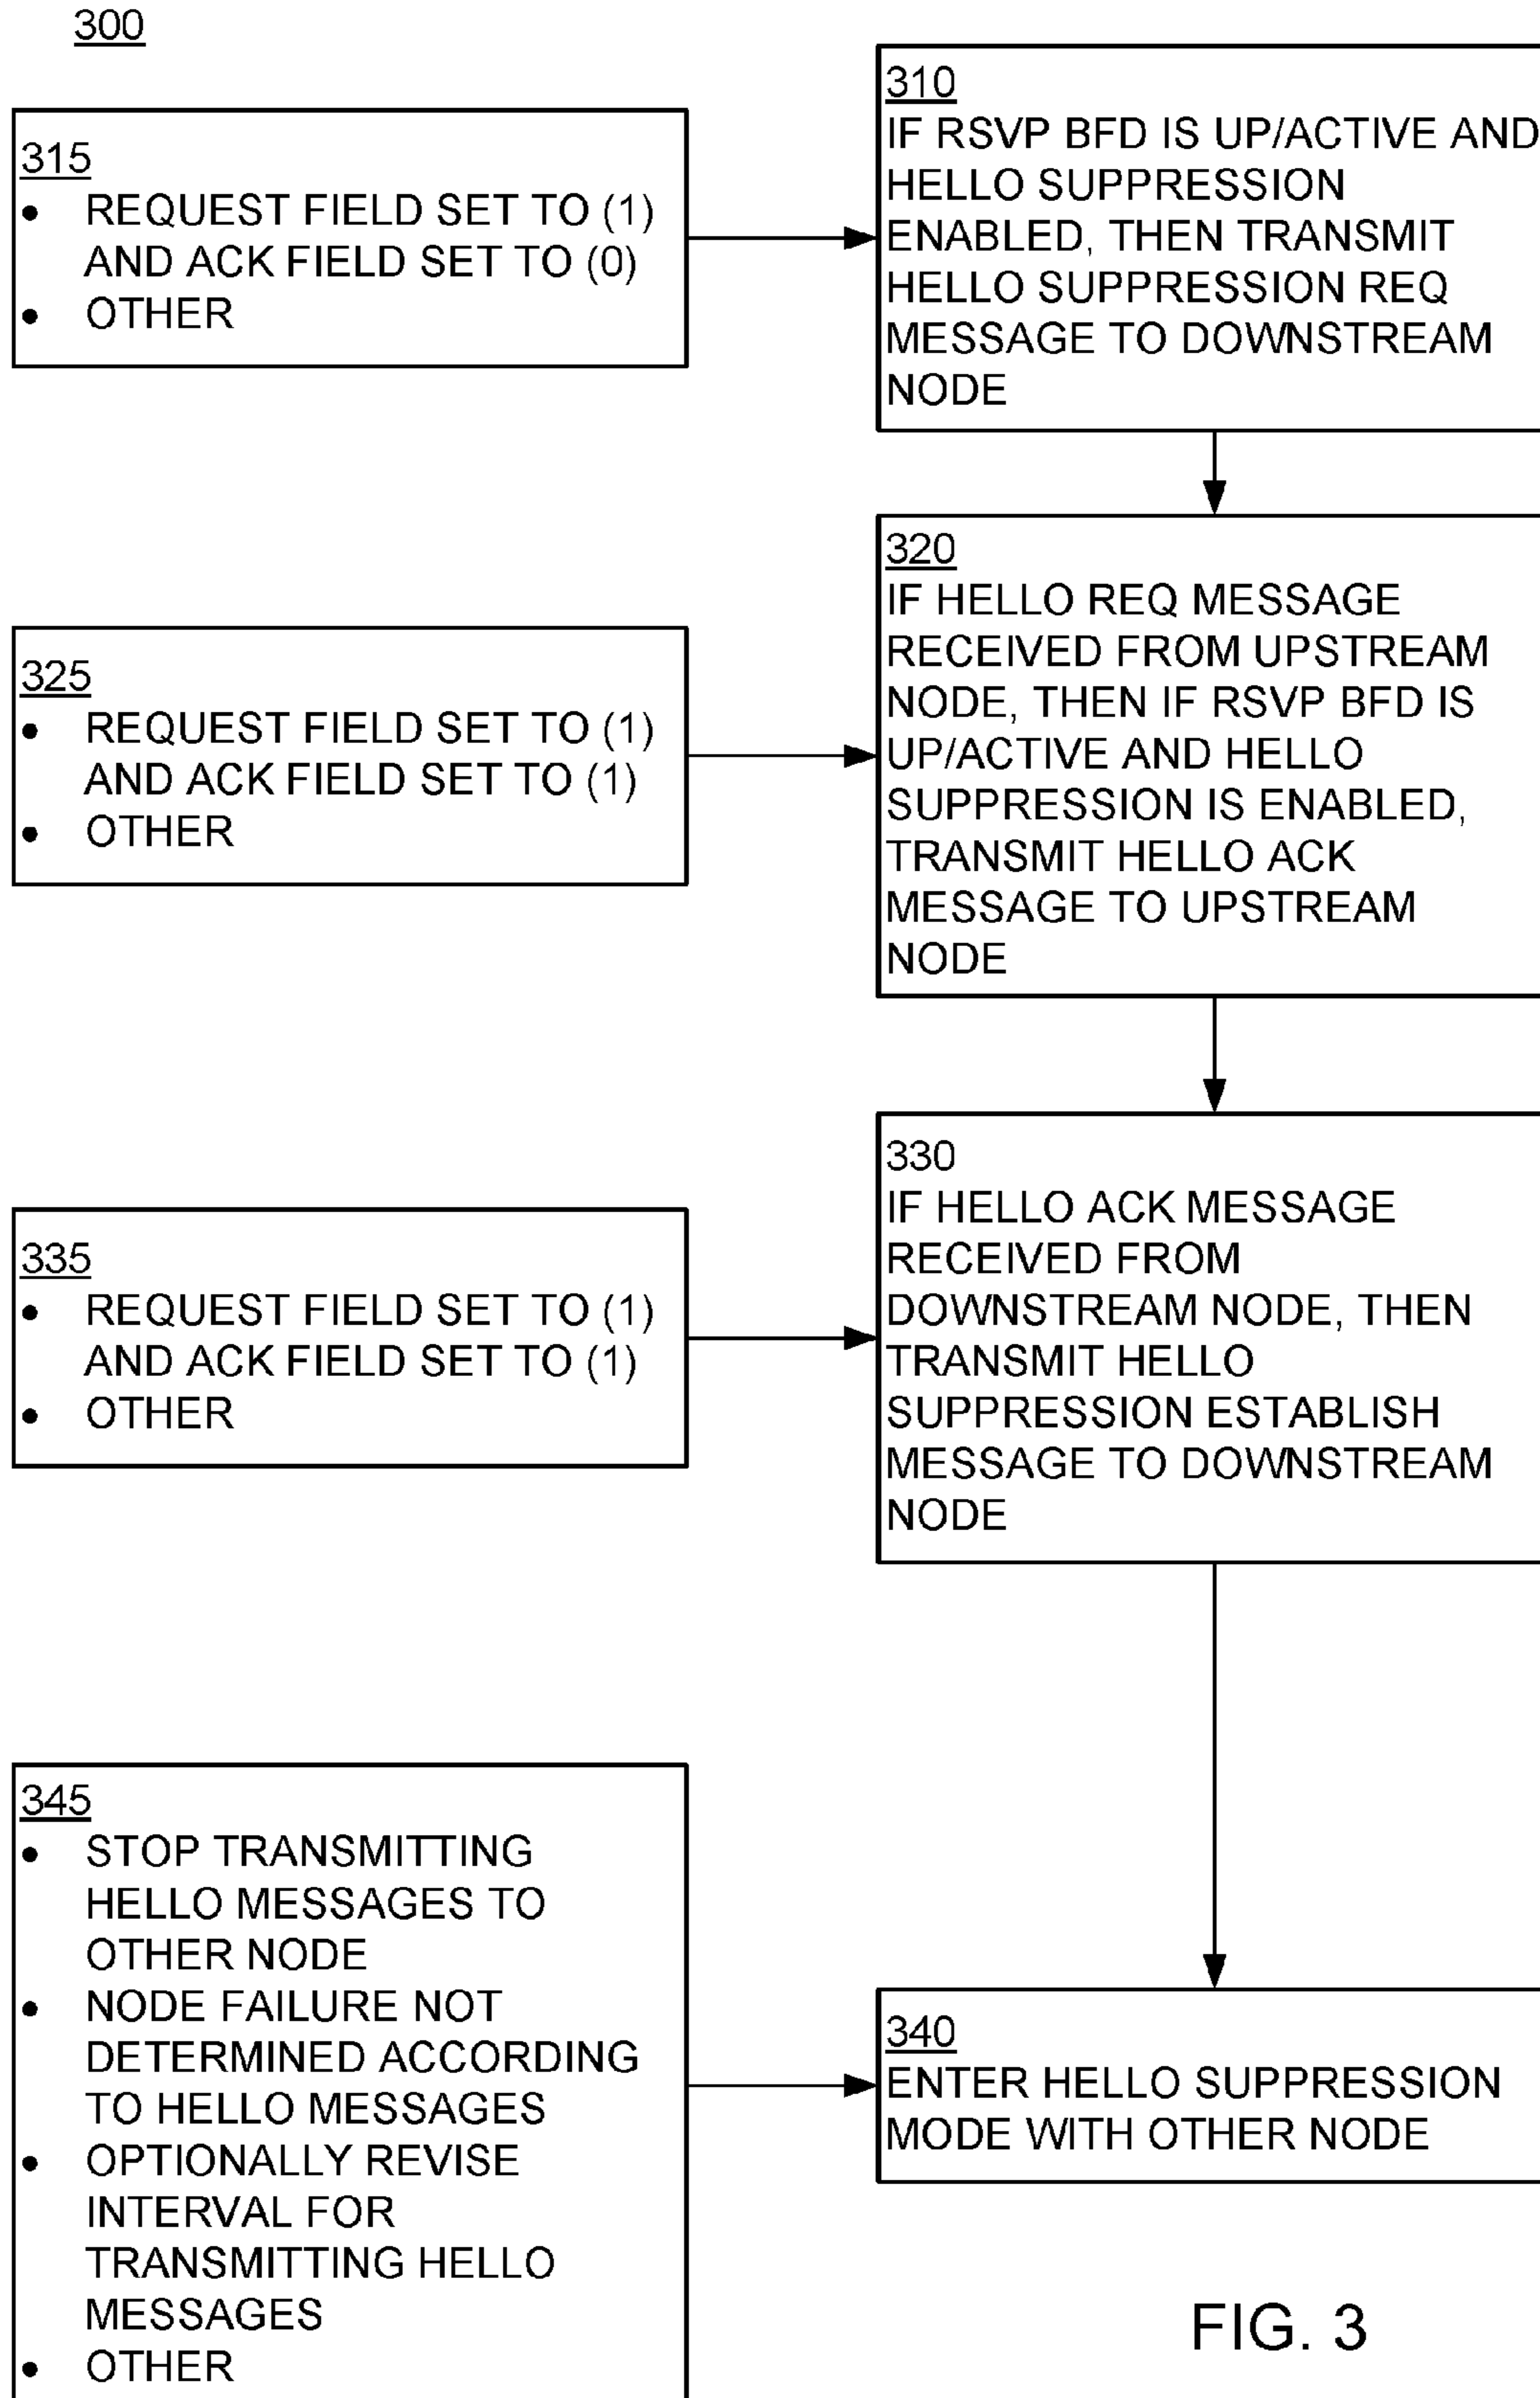 300
315
• REQUEST FIELD SET TO (1)
AND ACK FIELD SET TO (0)
• OTHER
310
IF RSVP BFD IS UP/ACTIVE AND
HELLO SUPPRESSION
ENABLED, THEN TRANSMIT
HELLO SUPPRESSION REQ
MESSAGE TO DOWNSTREAM
NODE
325
• REQUEST FIELD SET TO (1)
AND ACK FIELD SET TO (1)
• OTHER
320
IF HELLO REQ MESSAGE
RECEIVED FROM UPSTREAM
NODE, THEN IF RSVP BFD IS
UP/ACTIVE AND HELLO
SUPPRESSION IS ENABLED,
TRANSMIT HELLO ACK
MESSAGE TO UPSTREAM
NODE
335
• REQUEST FIELD SET TO (1)
AND ACK FIELD SET TO (1)
• OTHER
330
IF HELLO ACK MESSAGE
RECEIVED FROM
DOWNSTREAM NODE, THEN
TRANSMIT HELLO
SUPPRESSION ESTABLISH
MESSAGE TO DOWNSTREAM
NODE
345
• STOP TRANSMITTING
HELLO MESSAGES TO
OTHER NODE
• NODE FAILURE NOT
DETERMINED ACCORDING
TO HELLO MESSAGES
• OPTIONALLY REVISE
INTERVAL FOR
TRANSMITTING HELLO
MESSAGES
• OTHER
340
ENTER HELLO SUPPRESSION
MODE WITH OTHER NODE
FIG. 3